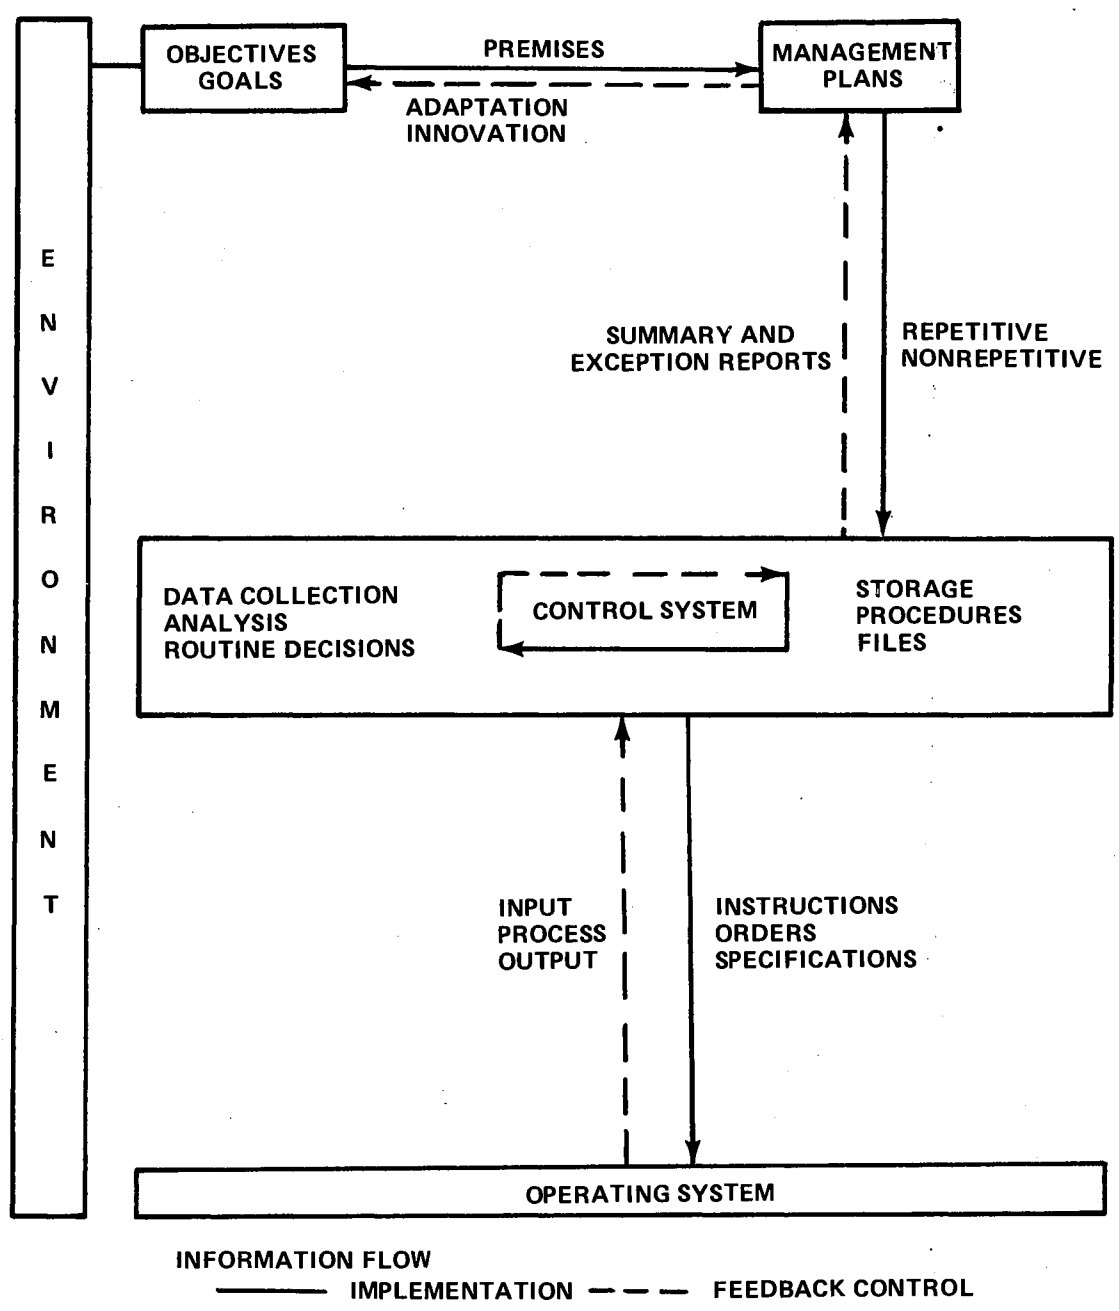 ENVIRONMENT
OBJECTIVES
GOALS
PREMISES
ADAPTATION
INNOVATION
MANAGEMENT
PLANS
SUMMARY AND
EXCEPTION REPORTS
REPETITIVE
NONREPETITIVE
DATA COLLECTION
ANALYSIS
ROUTINE DECISIONS
CONTROL SYSTEM
STORAGE
PROCEDURES
FILES
INPUT
PROCESS
OUTPUT
INSTRUCTIONS
ORDERS
SPECIFICATIONS
OPERATING SYSTEM
INFORMATION FLOW
IMPLEMENTATION
FEEDBACK CONTROL